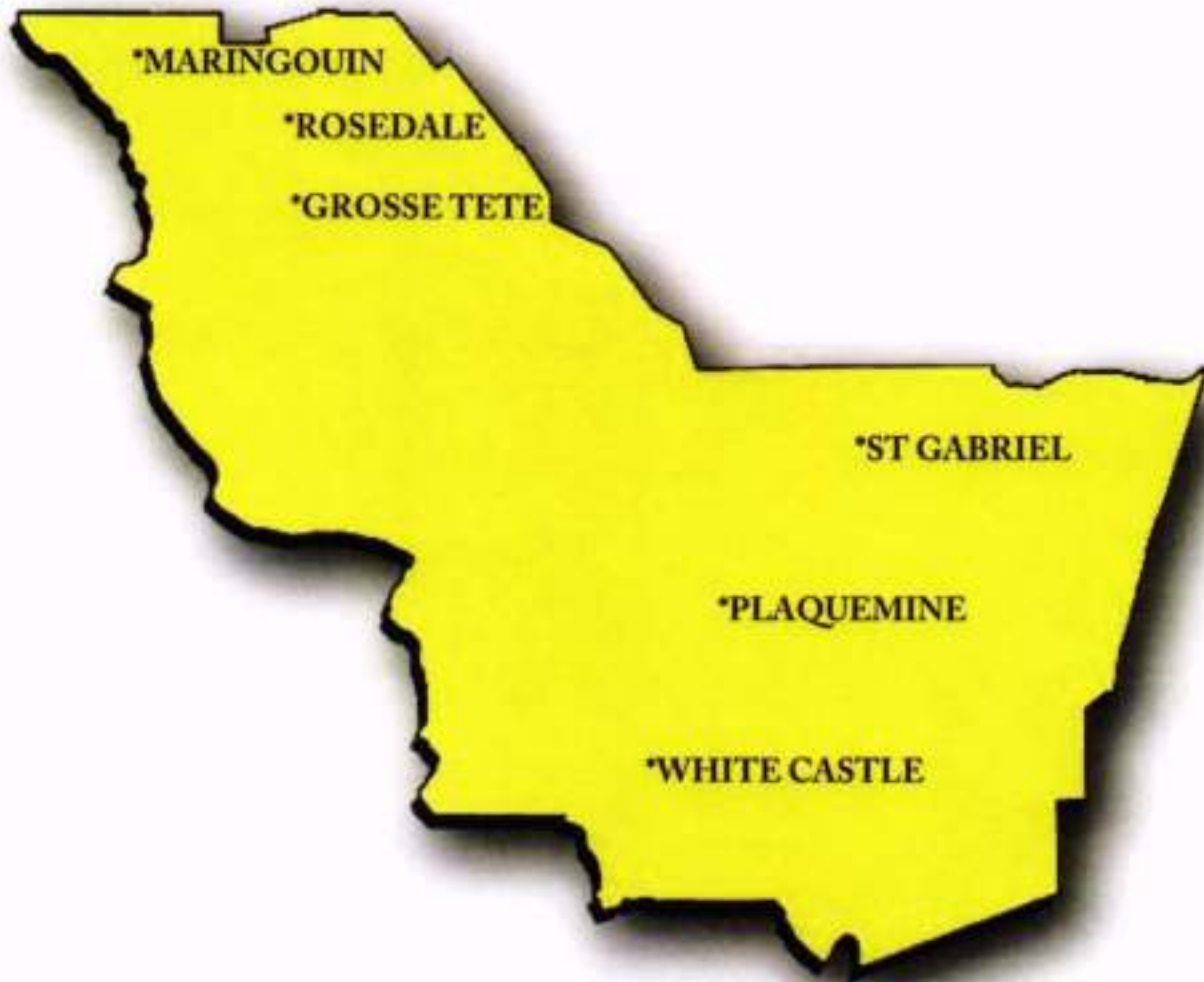 *MARINGOUIN
*ROSEDALE
*GROSSE TETE
*ST GABRIEL
*PLAQUEMINE
*WHITE CASTLE